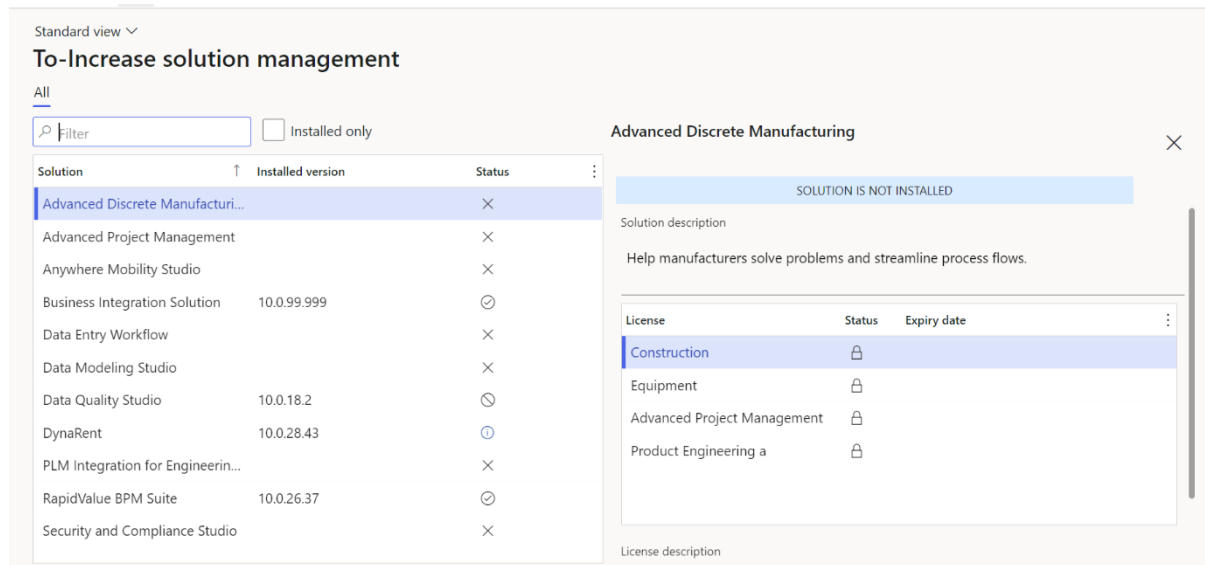 Standard view
To-Increase solution management
All
Filter
Installed only
Solution Installed version Status
Advanced Discrete Manufacturi...
Advanced Project Management
Anywhere Mobility Studio
Business Integration Solution 10.0.99.999
Data Entry Workflow
Data Modeling Studio
Data Quality Studio 10.0.18.2
DynaRent 10.0.28.43
PLM Integration for Engineerin...
RapidValue BPM Suite 10.0.26.37
Security and Compliance Studio
Advanced Discrete Manufacturing
SOLUTION IS NOT INSTALLED
Solution description
Help manufacturers solve problems and streamline process flows.
License Status Expiry date
Construction
Equipment
Advanced Project Management
Product Engineering a
License description